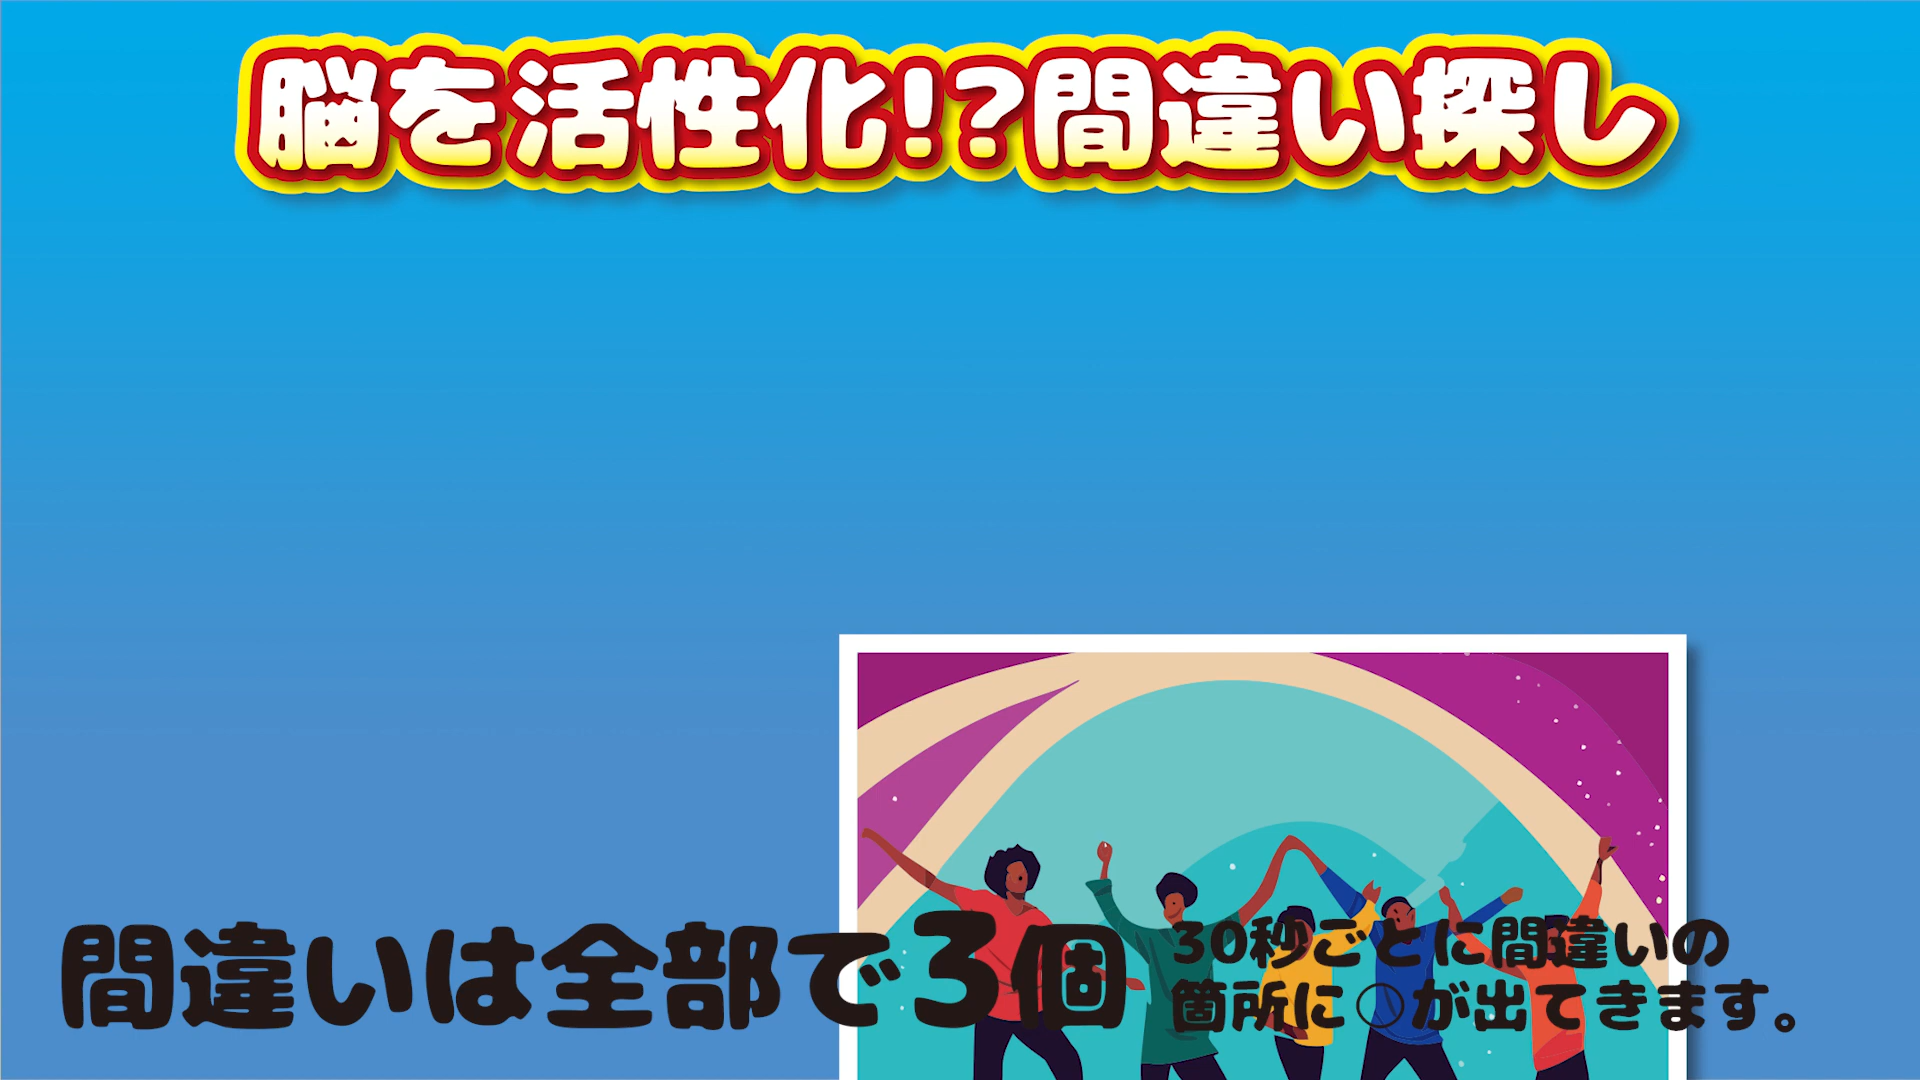 脳を活性化!?間違い探し
間違いは全部で3個
30秒ごとに間違いの
箇所に○が出てきます。